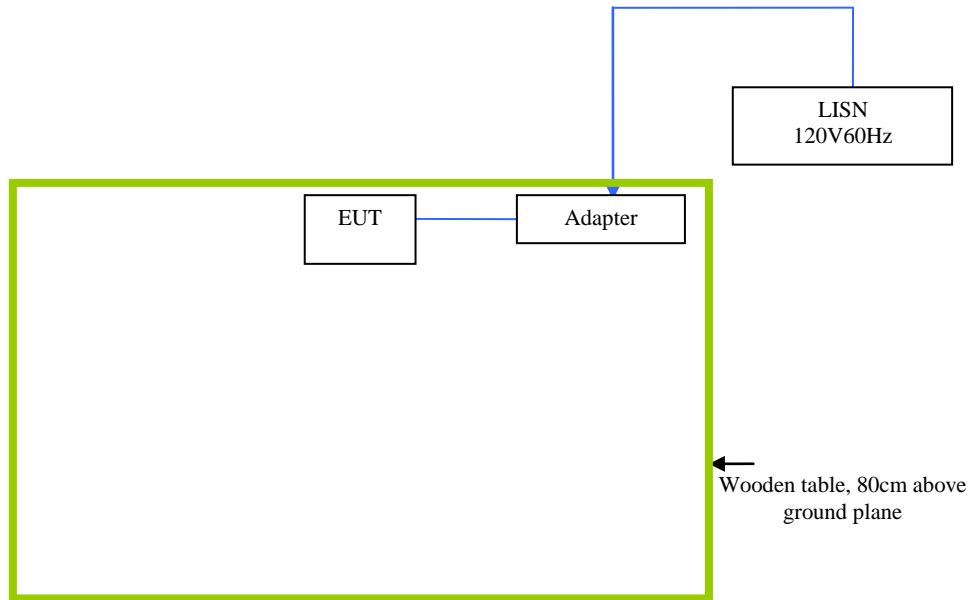 LISN
120V60Hz
EUT
Adapter
Wooden table, 80cm above
ground plane